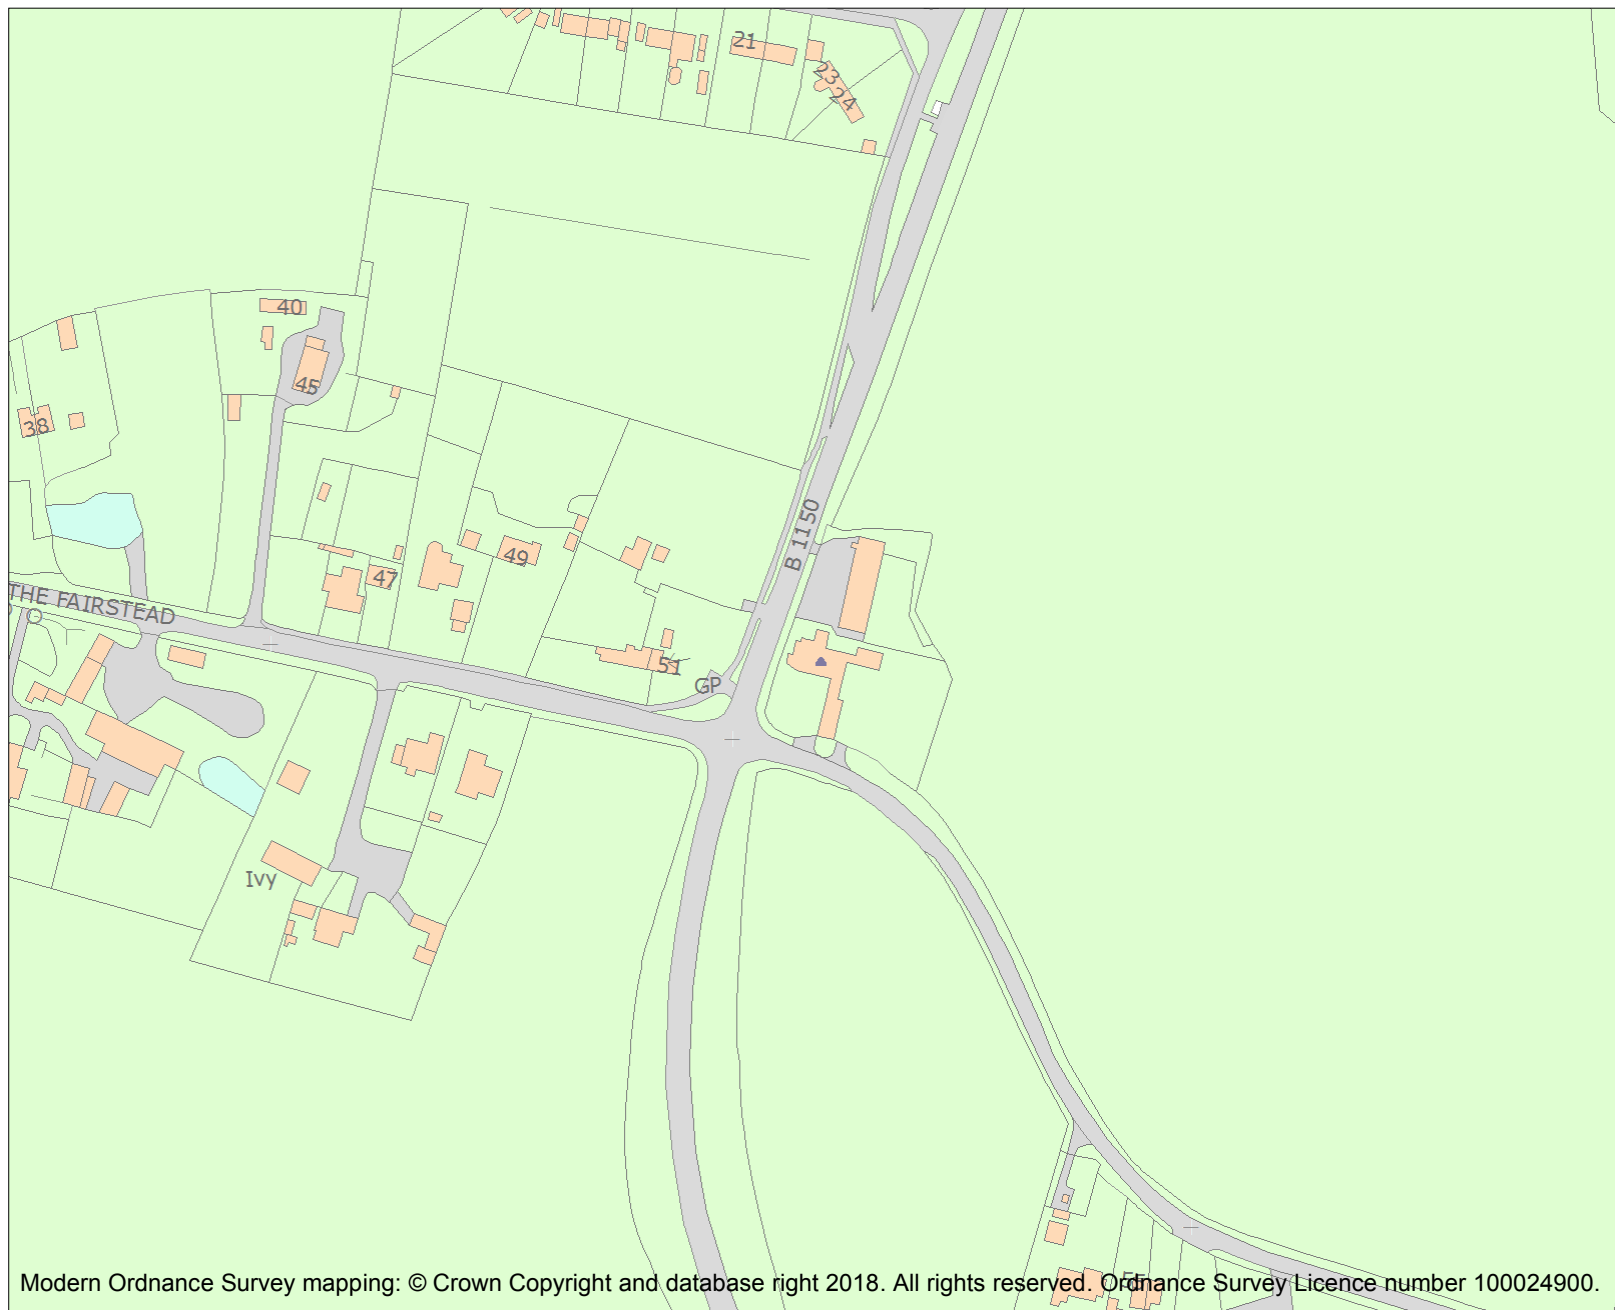 21
23
24
40
45
38
B 1150
49
47
THE FAIRSTEAD
51
GP
Ivy
55
Modern Ordnance Survey mapping: © Crown Copyright and database right 2018. All rights reserved. Ordnance Survey Licence number 100024900.